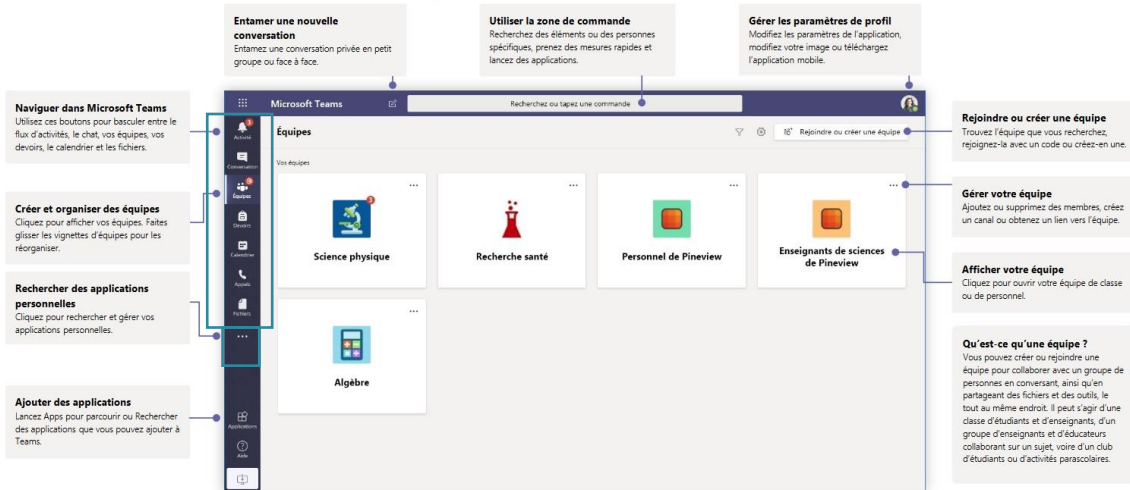 Entamer une nouvelle
conversation
Entamez une conversation privée en petit
groupe ou face à face.
Utiliser la zone de commande
Recherchez des éléments ou des personnes
spécifiques, prenez des mesures rapides et
lancez des applications.
Gérer les paramètres de profil
Modifiez les paramètres de l'application,
modifiez votre image ou téléchargez
l'application mobile.
Naviguer dans Microsoft Teams
Utilisez ces boutons pour basculer entre le
flux d'activités, le chat, vos équipes, vos
devoirs, le calendrier et les fichiers.
Créer et organiser des équipes
Cliquez pour afficher vos équipes. Faites
glisser les vignettes d'équipes pour les
réorganiser.
Rechercher des applications
personnelles
Cliquez pour rechercher et gérer vos
applications personnelles.
Ajouter des applications
Lancez Apps pour parcourir ou Rechercher
des applications que vous pouvez ajouter à
Teams.
Microsoft Teams
Recherchez ou tapez une commande
3
Activité
Conversation
Équipes
Devoirs
Calendrier
Appels
Fichiers
...
Applications
Aide
Équipes
Rejoindre ou créer une équipe
Vos équipes
...
3
Science physique
...
Recherche santé
...
Personnel de Pineview
...
Enseignants de sciences
de Pineview
...
Algèbre
Rejoindre ou créer une équipe
Trouvez l'équipe que vous recherchez,
rejoignez-la avec un code ou créez-en une.
Gérer votre équipe
Ajoutez ou supprimez des membres, créez
un canal ou obtenez un lien vers l'équipe.
Afficher votre équipe
Cliquez pour ouvrir votre équipe de classe
ou de personnel.
Qu'est-ce qu'une équipe ?
Vous pouvez créer ou rejoindre une
équipe pour collaborer avec un groupe de
personnes en conversant, ainsi qu'en
partageant des fichiers et des outils, le
tout au même endroit. Il peut s'agir d'une
classe d'étudiants et d'enseignants, d'un
groupe d'enseignants et d'éducateurs
collaborant sur un sujet, voire d'un club
d'étudiants ou d'activités parascolaires.